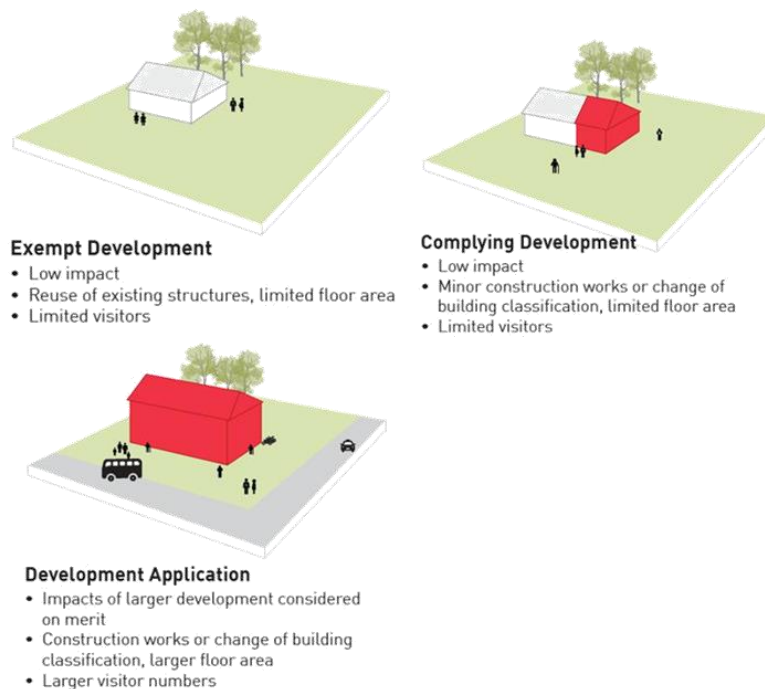 Exempt Development
• Low impact
• Reuse of existing structures, limited floor area
• Limited visitors
Complying Development
• Low impact
• Minor construction works or change of
building classification, limited floor area
• Limited visitors
Development Application
• Impacts of larger development considered
on merit
• Construction works or change of building
classification, larger floor area
• Larger visitor numbers